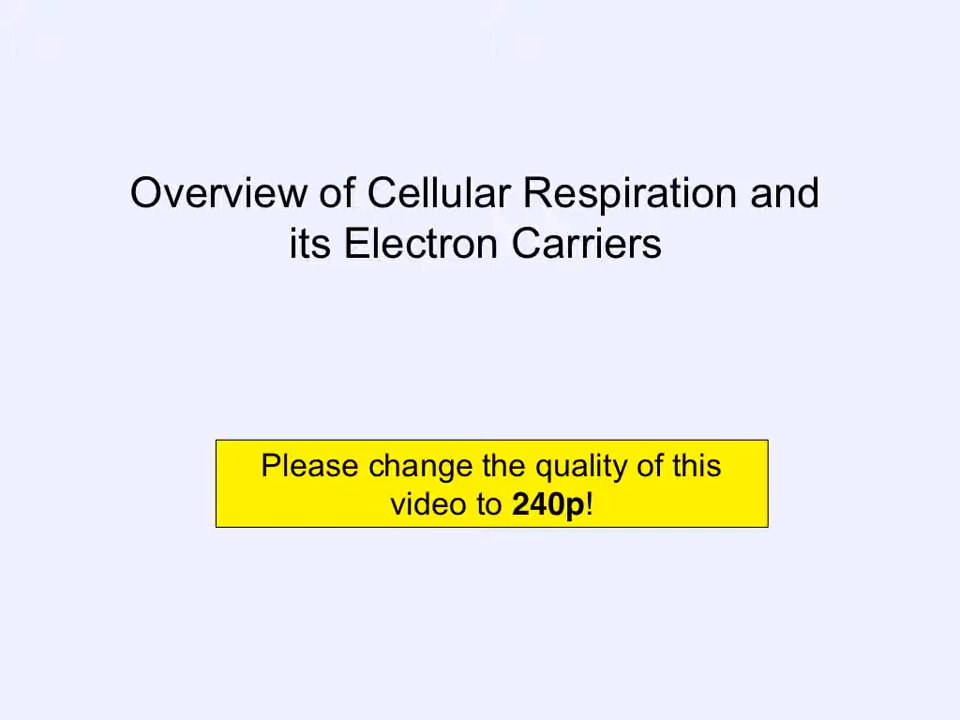 Overview of Cellular Respiration and
its Electron Carriers
Please change the quality of this
video to 240p!